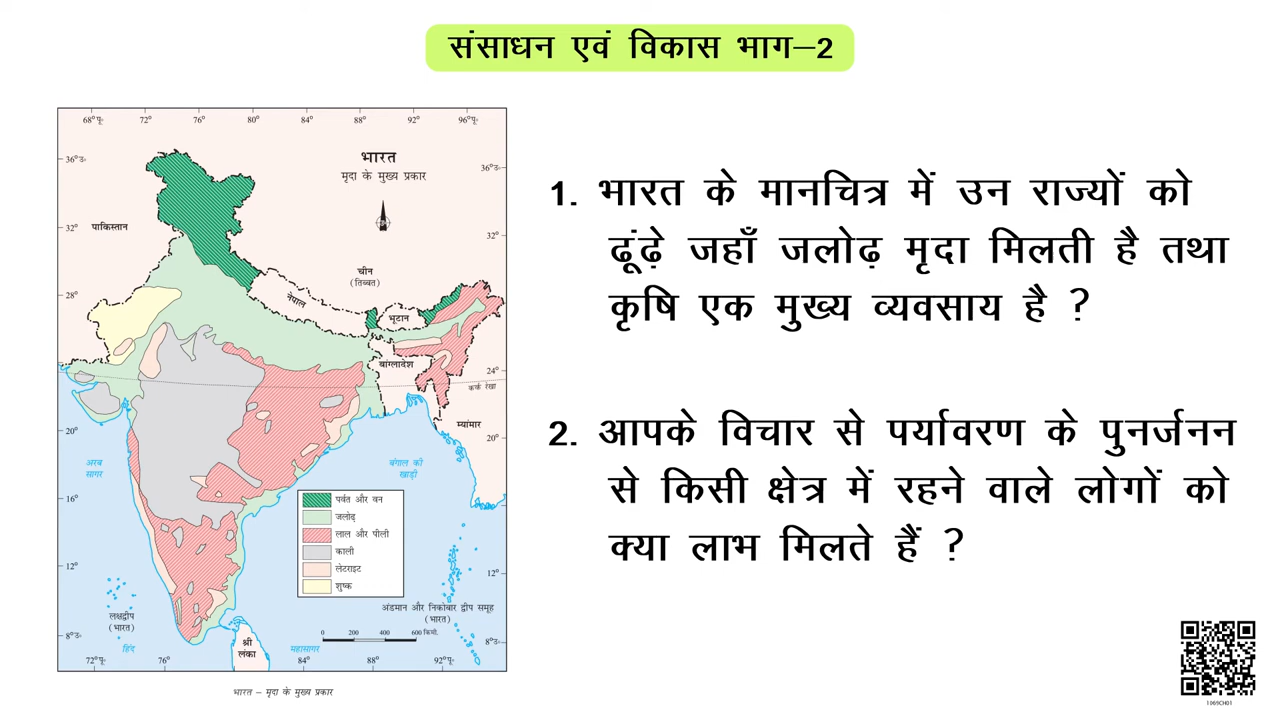 संसाधन एवं विकास भाग–2
68° पू॰ 72° 76° 80° 84° 88° 92° 96° पू॰
भारत
मृदा के मुख्य प्रकार
36° उ॰
36° उ॰
32°
32°
28°
24°
20°
20°
16°
12°
12°
8° उ॰
8° उ॰
पाकिस्तान
चीन
(तिब्बत)
नेपाल
भूटान
बांग्लादेश
कर्क रेखा
म्यांमार
अरब
सागर
बंगाल की
खाड़ी
पर्वत और वन
जलोढ़
लाल और पीली
काली
लेटराइट
शुष्क
लक्षद्वीप
(भारत)
अंडमान और निकोबार द्वीप समूह
(भारत)
श्री
लंका
हिंद
महासागर
0 200 400 600 किमी.
72° पू॰ 76° 84° 88° 92° पू॰
भारत – मृदा के मुख्य प्रकार
1. भारत के मानचित्र में उन राज्यों को
ढूंढ़े जहाँ जलोढ़ मृदा मिलती है तथा
कृषि एक मुख्य व्यवसाय है ?
2. आपके विचार से पर्यावरण के पुनर्जनन
से किसी क्षेत्र में रहने वाले लोगों को
क्या लाभ मिलते हैं ?
1065CH01